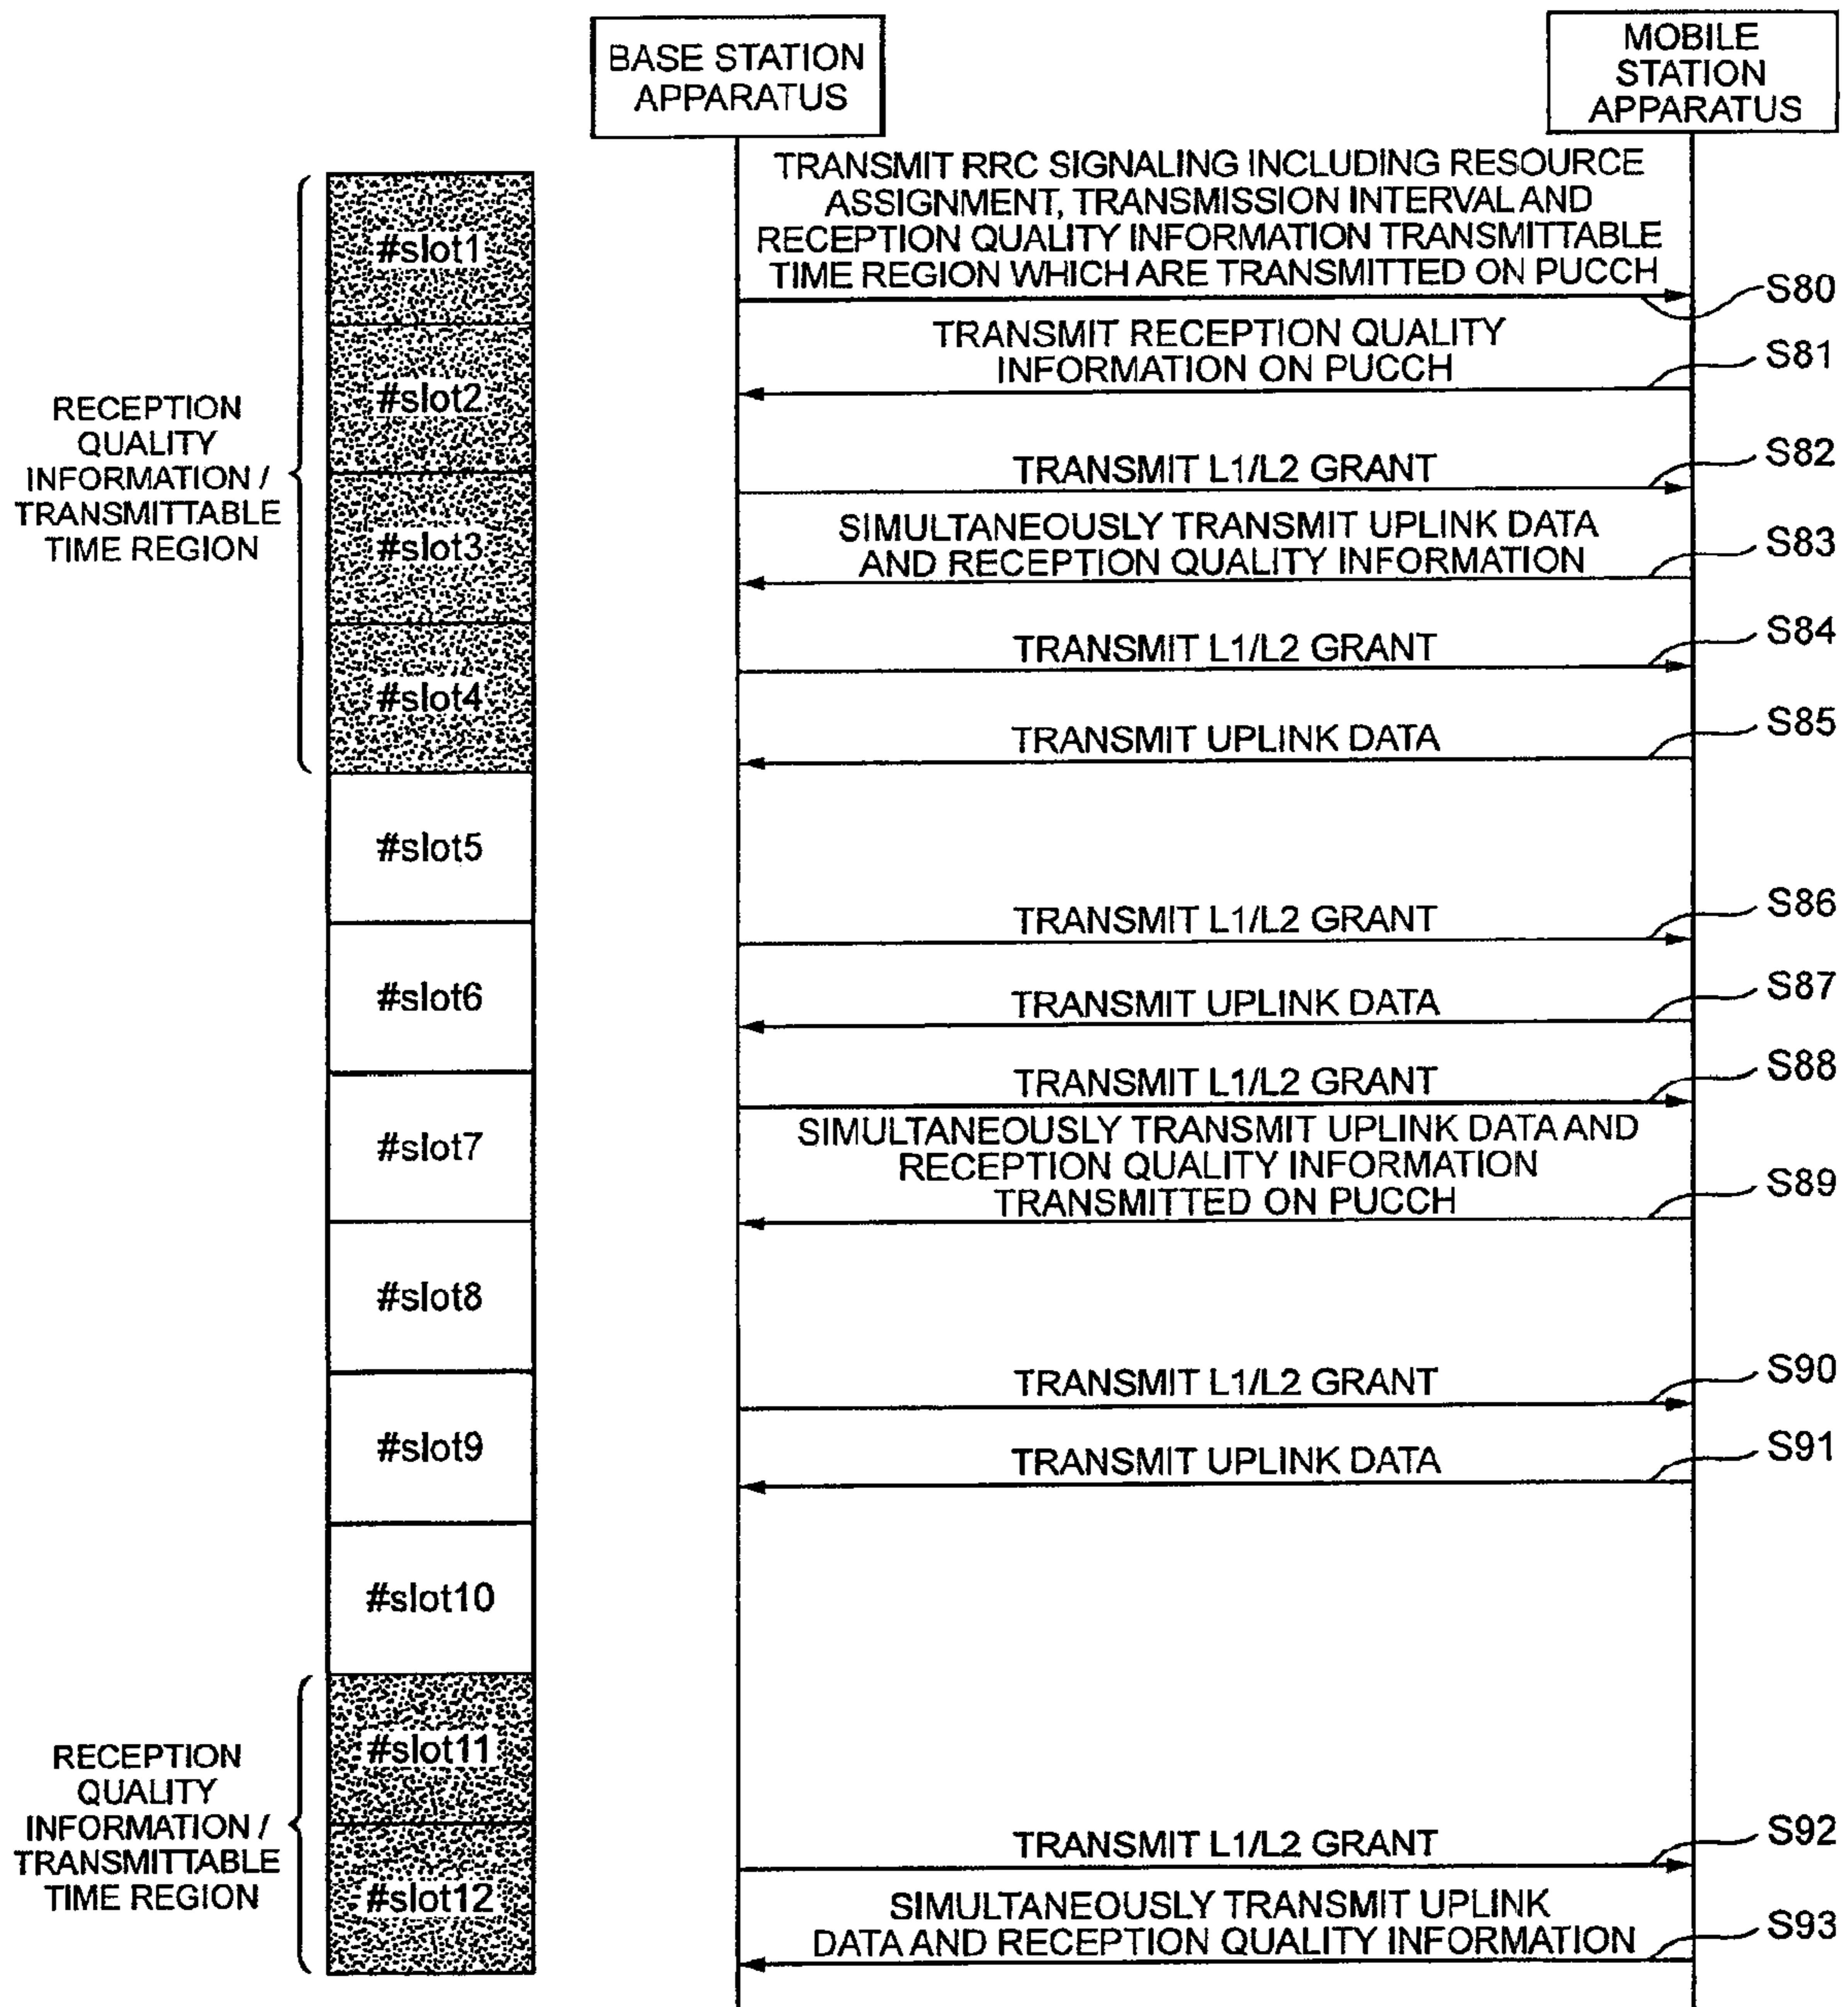 BASE STATION
APPARATUS
MOBILE
STATION
APPARATUS
RECEPTION
QUALITY
INFORMATION /
TRANSMITTABLE
TIME REGION
#slot1
#slot2
#slot3
#slot4
#slot5
#slot6
#slot7
#slot8
#slot9
#slot10
RECEPTION
QUALITY
INFORMATION /
TRANSMITTABLE
TIME REGION
#slot11
#slot12
TRANSMIT RRC SIGNALING INCLUDING RESOURCE
ASSIGNMENT, TRANSMISSION INTERVAL AND
RECEPTION QUALITY INFORMATION TRANSMITTABLE
TIME REGION WHICH ARE TRANSMITTED ON PUCCH
S80
TRANSMIT RECEPTION QUALITY
INFORMATION ON PUCCH
S81
TRANSMIT L1/L2 GRANT
S82
SIMULTANEOUSLY TRANSMIT UPLINK DATA
AND RECEPTION QUALITY INFORMATION
S83
TRANSMIT L1/L2 GRANT
S84
TRANSMIT UPLINK DATA
S85
TRANSMIT L1/L2 GRANT
S86
TRANSMIT UPLINK DATA
S87
TRANSMIT L1/L2 GRANT
S88
SIMULTANEOUSLY TRANSMIT UPLINK DATA AND
RECEPTION QUALITY INFORMATION
TRANSMITTED ON PUCCH
S89
TRANSMIT L1/L2 GRANT
S90
TRANSMIT UPLINK DATA
S91
TRANSMIT L1/L2 GRANT
S92
SIMULTANEOUSLY TRANSMIT UPLINK
DATA AND RECEPTION QUALITY INFORMATION
S93